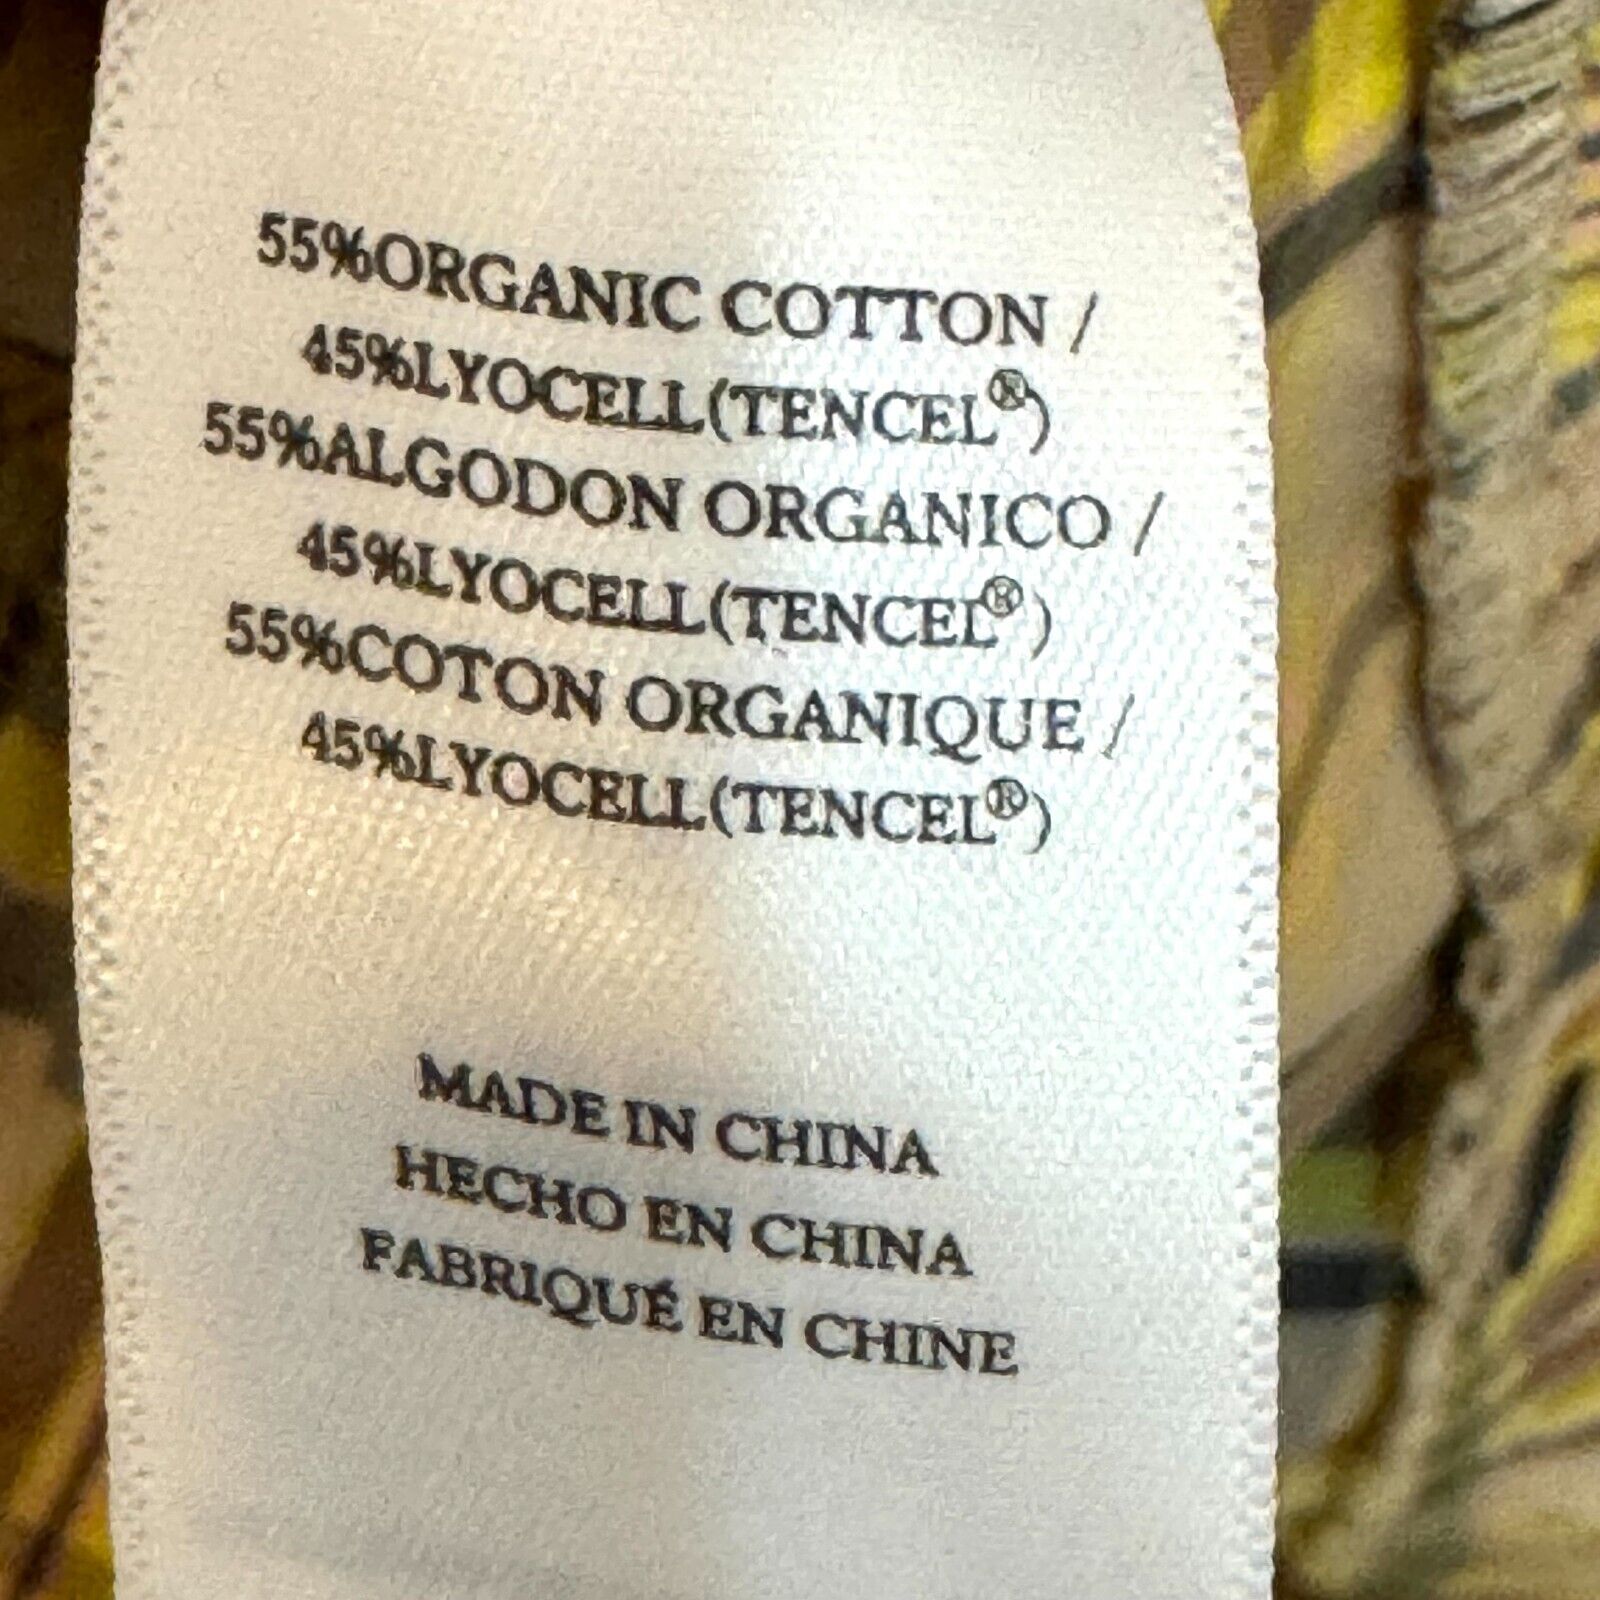 55%ORGANIC COTTON /
45%LYOCELL(TENCEL®)
55%ALGODON ORGANICO /
45%LYOCELL(TENCEL®)
55%COTON ORGANIQUE /
45%LYOCELL(TENCEL®)
MADE IN CHINA
HECHO EN CHINA
FABRIQUÉ EN CHINE